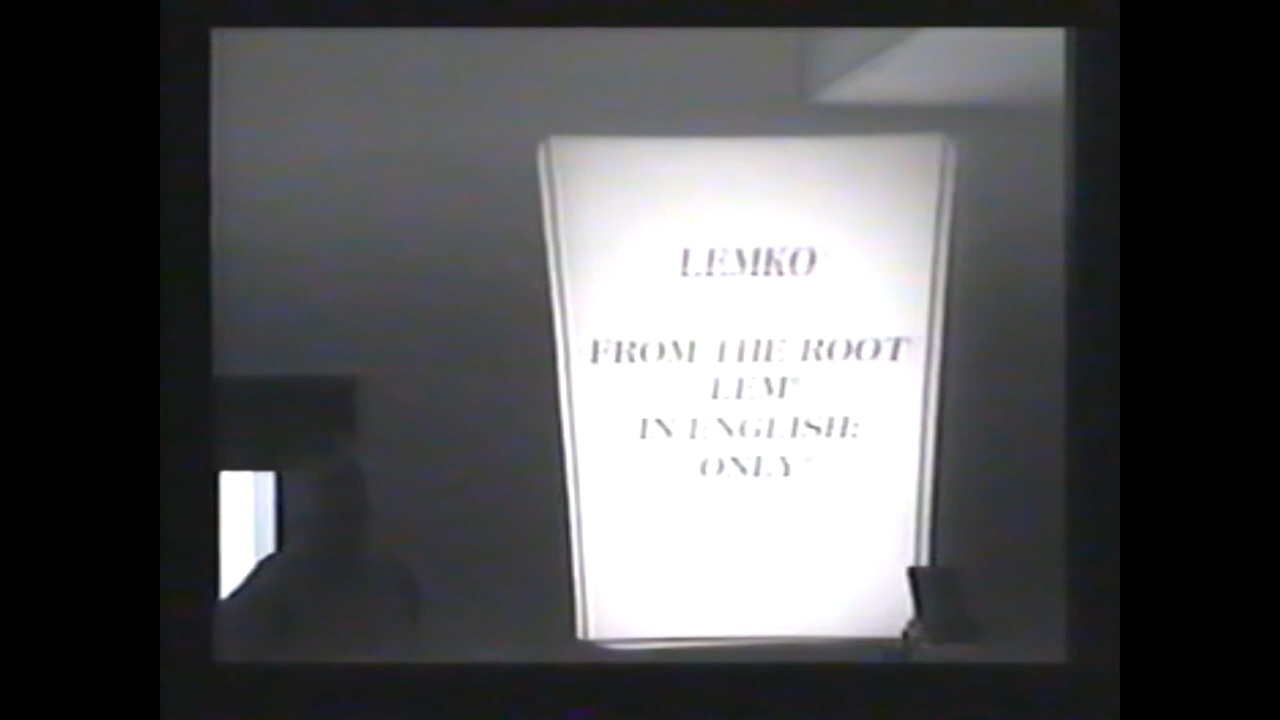 LEMKO
FROM THE ROOT
LEM"
IN ENGLISH:
ONLY"